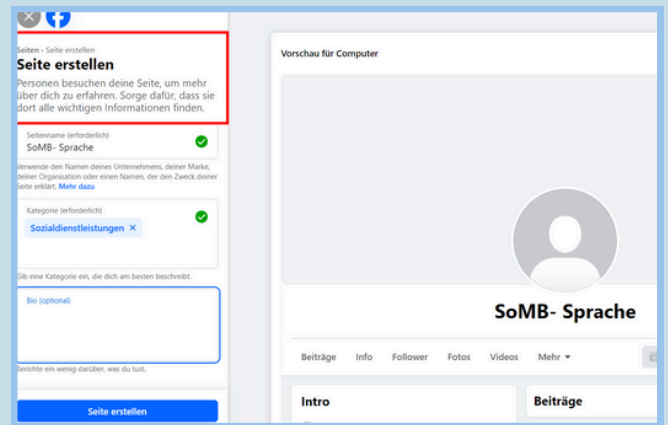 Seiten › Seite erstellen
Seite erstellen
Personen besuchen deine Seite, um mehr
über dich zu erfahren. Sorge dafür, dass sie
dort alle wichtigen Informationen finden.
Seitenname (erforderlich)
SoMB- Sprache
Verwende den Namen deines Unternehmens, deiner Marke,
deiner Organisation oder einen Namen, der den Zweck deiner
Seite erklärt. Mehr dazu
Kategorie (erforderlich)
Sozialdienstleistungen ×
Gib eine Kategorie ein, die dich am besten beschreibt.
Bio (optional)
Berichte ein wenig darüber, was du tust.
Seite erstellen
Vorschau für Computer
SoMB- Sprache
Beiträge Info Follower Fotos Videos Mehr
Intro
Beiträge